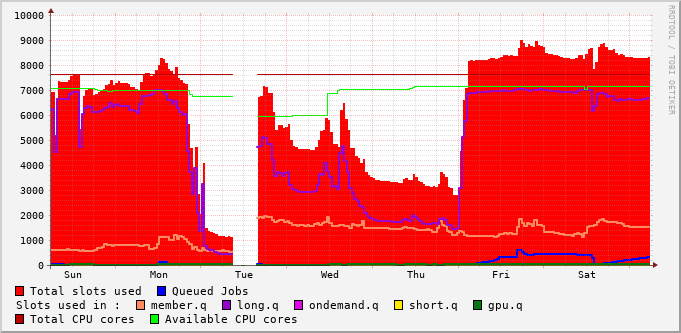 10000
9000
8000
7000
6000
5000
4000
3000
2000
1000
0
Sun Mon Tue Wed Thu Fri Sat
RRDTOOL / TOBI OETIKER
Total slots used Queued Jobs
Slots used in : member.q long.q ondemand.q short.q gpu.q
Total CPU cores Available CPU cores